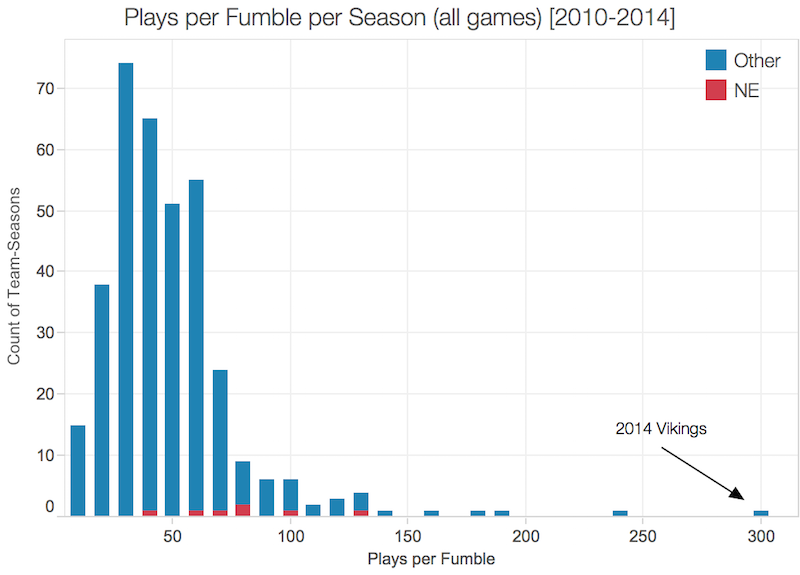 Plays per Fumble per Season (all games) [2010-2014]
Other
NE
Count of Team-Seasons
70
60
50
40
30
20
10
0
2014 Vikings
50
100
150
200
250
300
Plays per Fumble